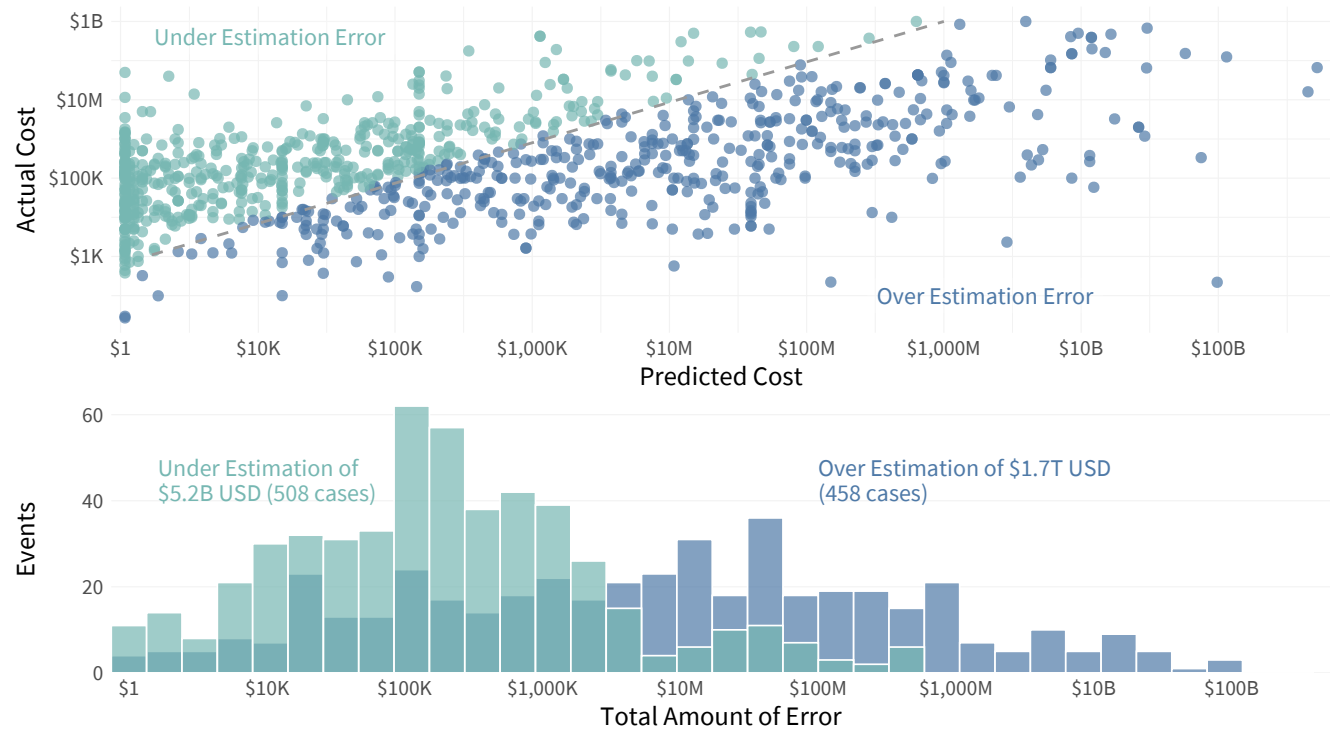 $1B
Under Estimation Error
$10M
Actual Cost
$100K
$1K
Over Estimation Error
$1 $10K $100K $1,000K $10M $100M $1,000M $10B $100B
Predicted Cost
60
Under Estimation of
$5.2B USD (508 cases)
Over Estimation of $1.7T USD
(458 cases)
40
Events
20
0
$1 $10K $100K $1,000K $10M $100M $1,000M $10B $100B
Total Amount of Error